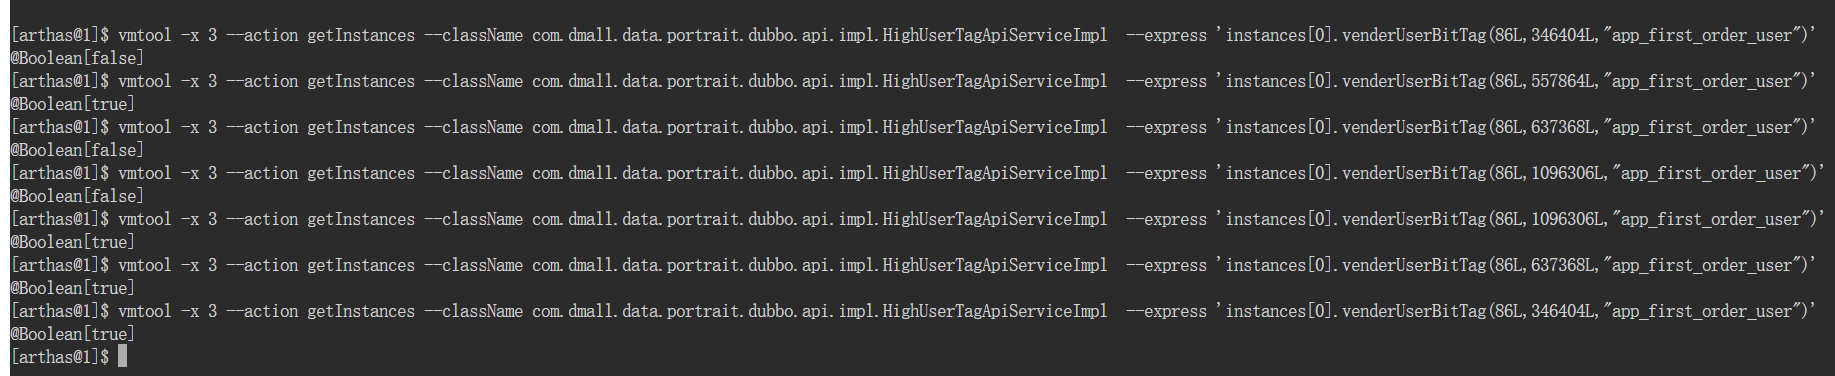 [arthas@1]$ vmtool -x 3 --action getInstances --className com.dmall.data.portrait.dubbo.api.impl.HighUserTagApiServiceImpl  --express 'instances[0].venderUserBitTag(86L,346404L,"app_first_order_user")'
@Boolean[false]
[arthas@1]$ vmtool -x 3 --action getInstances --className com.dmall.data.portrait.dubbo.api.impl.HighUserTagApiServiceImpl  --express 'instances[0].venderUserBitTag(86L,557864L,"app_first_order_user")'
@Boolean[true]
[arthas@1]$ vmtool -x 3 --action getInstances --className com.dmall.data.portrait.dubbo.api.impl.HighUserTagApiServiceImpl  --express 'instances[0].venderUserBitTag(86L,637368L,"app_first_order_user")'
@Boolean[false]
[arthas@1]$ vmtool -x 3 --action getInstances --className com.dmall.data.portrait.dubbo.api.impl.HighUserTagApiServiceImpl  --express 'instances[0].venderUserBitTag(86L,1096306L,"app_first_order_user")'
@Boolean[false]
[arthas@1]$ vmtool -x 3 --action getInstances --className com.dmall.data.portrait.dubbo.api.impl.HighUserTagApiServiceImpl  --express 'instances[0].venderUserBitTag(86L,1096306L,"app_first_order_user")'
@Boolean[true]
[arthas@1]$ vmtool -x 3 --action getInstances --className com.dmall.data.portrait.dubbo.api.impl.HighUserTagApiServiceImpl  --express 'instances[0].venderUserBitTag(86L,637368L,"app_first_order_user")'
@Boolean[true]
[arthas@1]$ vmtool -x 3 --action getInstances --className com.dmall.data.portrait.dubbo.api.impl.HighUserTagApiServiceImpl  --express 'instances[0].venderUserBitTag(86L,346404L,"app_first_order_user")'
@Boolean[true]
[arthas@1]$